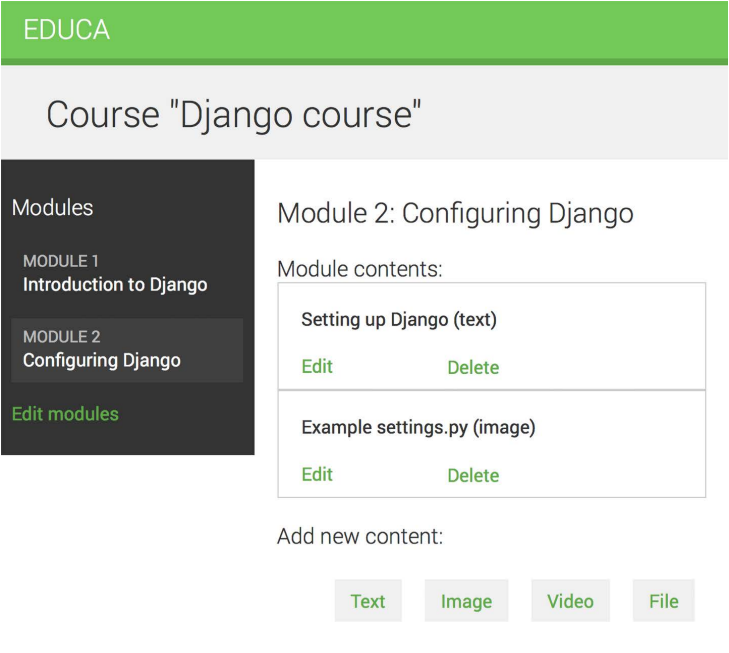 EDUCA
Course "Django course"
Modules
MODULE 1
Introduction to Django
MODULE 2
Configuring Django
Edit modules
Module 2: Configuring Django
Module contents:
Setting up Django (text)
Edit Delete
Example settings.py (image)
Edit Delete
Add new content:
Text Image Video File